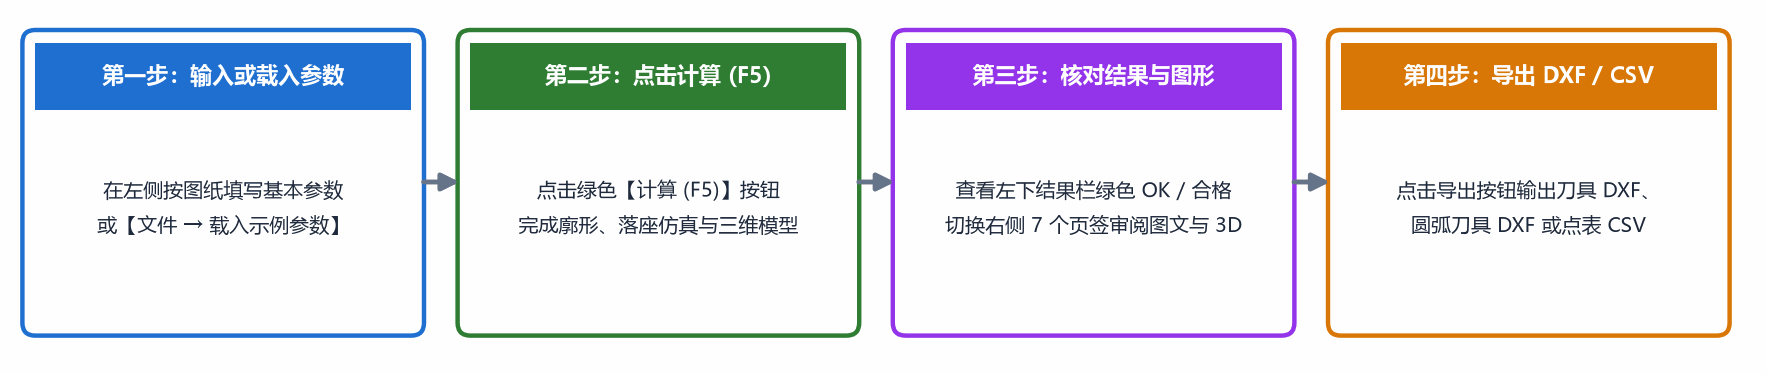 第一步：输入或载入参数
在左侧按图纸填写基本参数
或【文件 → 载入示例参数】
第二步：点击计算 (F5)
点击绿色【计算 (F5)】按钮
完成廓形、落座仿真与三维模型
第三步：核对结果与图形
查看左下结果栏绿色 OK / 合格
切换右侧 7 个页签审阅图文与 3D
第四步：导出 DXF / CSV
点击导出按钮输出刀具 DXF、
圆弧刀具 DXF 或点表 CSV